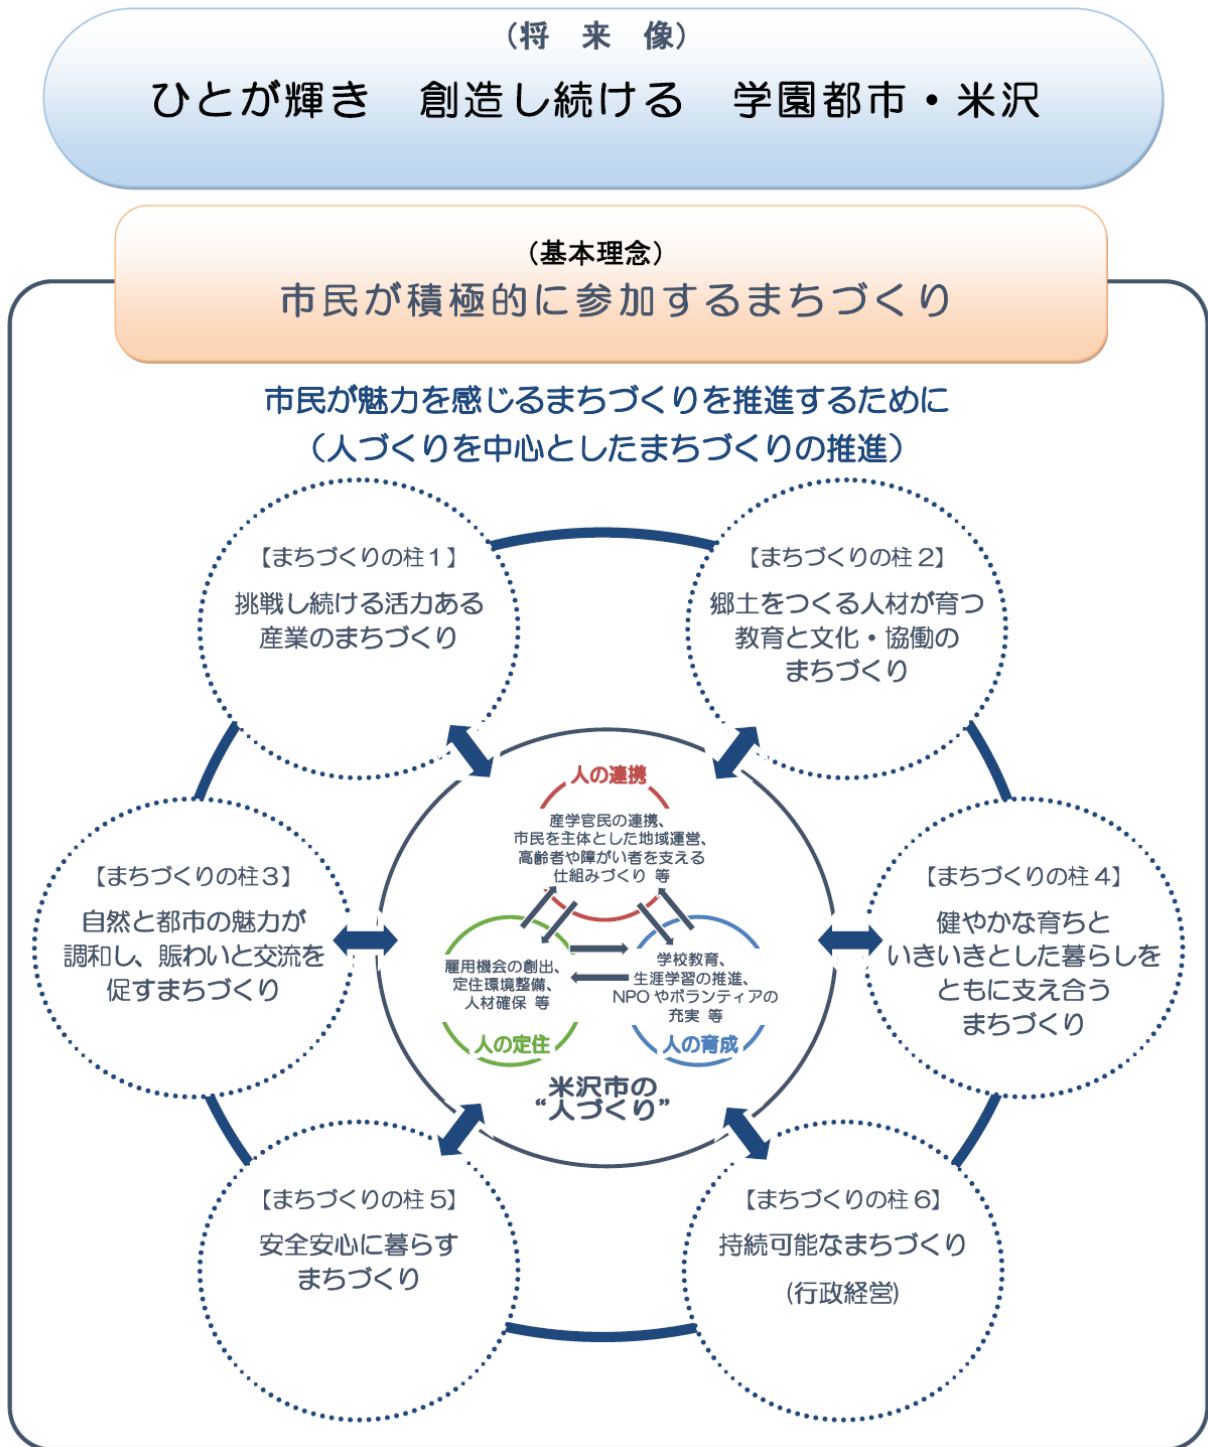 （将　来　像）
ひとが輝き　創造し続ける　学園都市・米沢
（基本理念）
市民が積極的に参加するまちづくり
市民が魅力を感じるまちづくりを推進するために
（人づくりを中心としたまちづくりの推進）
【まちづくりの柱１】
挑戦し続ける活力ある
産業のまちづくり
【まちづくりの柱２】
郷土をつくる人材が育つ
教育と文化・協働の
まちづくり
【まちづくりの柱３】
自然と都市の魅力が
調和し、賑わいと交流を
促すまちづくり
人の連携
産学官民の連携、
市民を主体とした地域運営、
高齢者や障がい者を支える
仕組みづくり 等
雇用機会の創出、
定住環境整備、
人材確保 等
人の定住
学校教育、
生涯学習の推進、
NPOやボランティアの
充実 等
人の育成
米沢市の
“人づくり”
【まちづくりの柱４】
健やかな育ちと
いきいきとした暮らしを
ともに支え合う
まちづくり
【まちづくりの柱５】
安全安心に暮らす
まちづくり
【まちづくりの柱６】
持続可能なまちづくり
(行政経営)